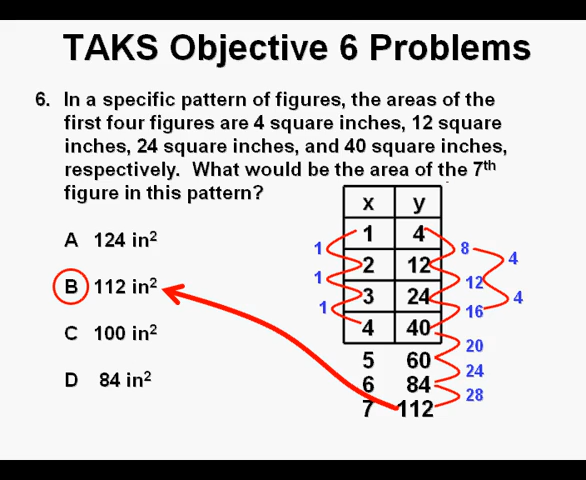 TAKS Objective 6 Problems
6. In a specific pattern of figures, the areas of the
first four figures are 4 square inches, 12 square
inches, 24 square inches, and 40 square inches,
respectively. What would be the area of the 7th
figure in this pattern?
A 124 in²
B 112 in²
C 100 in²
D 84 in²
x y
1 4
2 12
3 24
4 40
5 60
6 84
7 112
1
1
1
8
12
16
20
24
28
4
4